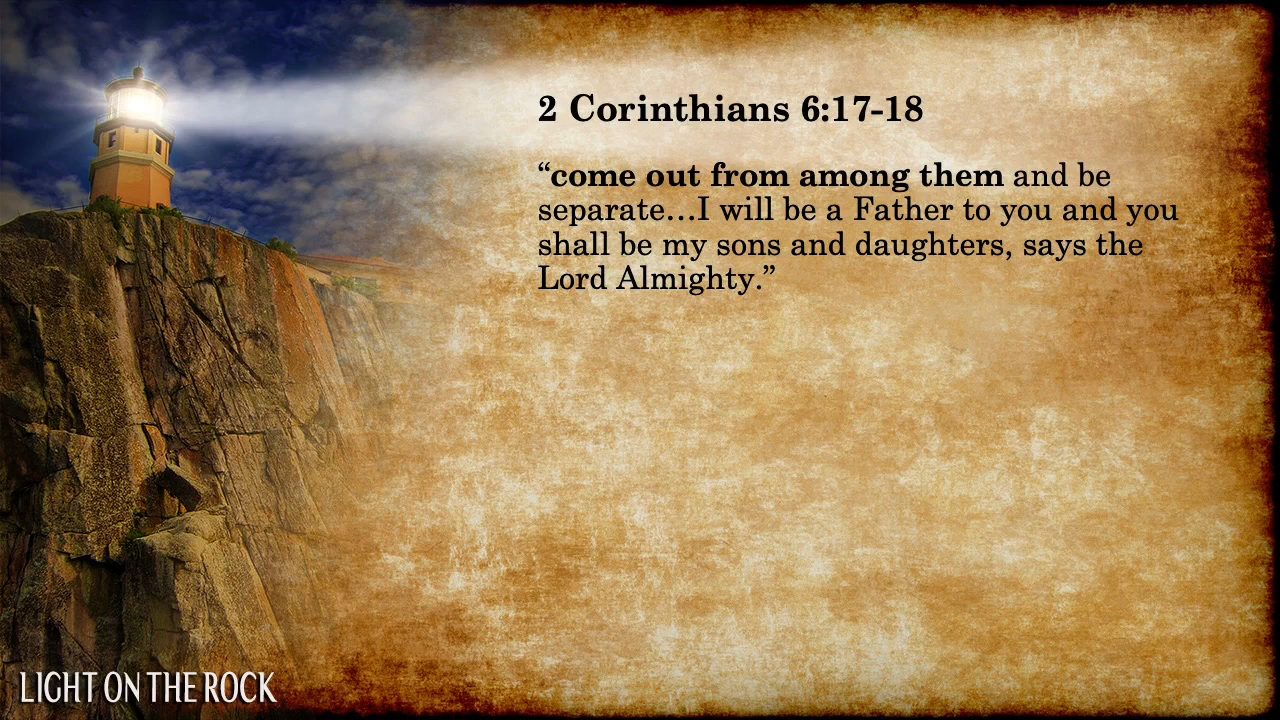 2 Corinthians 6:17-18
“come out from among them and be
separate…I will be a Father to you and you
shall be my sons and daughters, says the
Lord Almighty.”
LIGHT ON THE ROCK